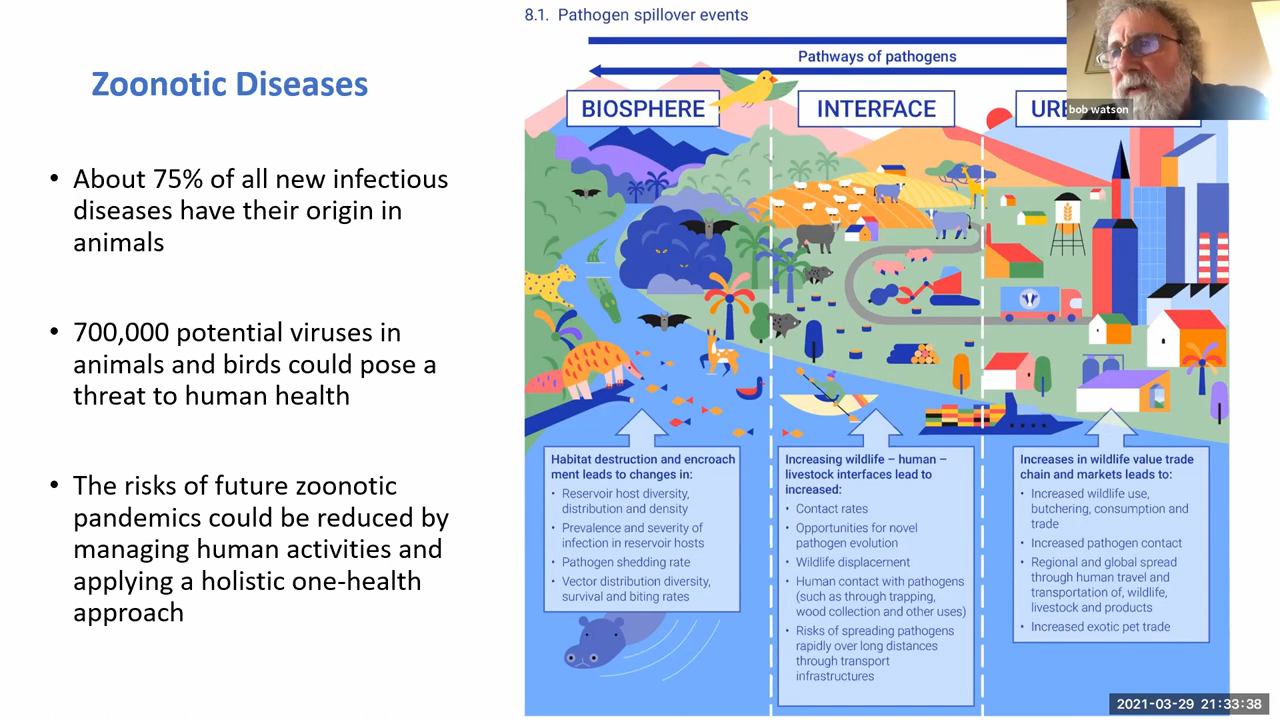 Zoonotic Diseases
• About 75% of all new infectious
diseases have their origin in
animals
• 700,000 potential viruses in
animals and birds could pose a
threat to human health
• The risks of future zoonotic
pandemics could be reduced by
managing human activities and
applying a holistic one-health
approach
8.1. Pathogen spillover events
Pathways of pathogens
BIOSPHERE
INTERFACE
bob watson
Habitat destruction and encroach
ment leads to changes in:
• Reservoir host diversity,
distribution and density
• Prevalence and severity of
infection in reservoir hosts
• Pathogen shedding rate
• Vector distribution diversity,
survival and biting rates
Increasing wildlife – human –
livestock interfaces lead to
increased:
• Contact rates
• Opportunities for novel
pathogen evolution
• Wildlife displacement
• Human contact with pathogens
(such as through trapping,
wood collection and other uses)
• Risks of spreading pathogens
rapidly over long distances
through transport
infrastructures
Increases in wildlife value trade
chain and markets leads to:
• Increased wildlife use,
butchering, consumption and
trade
• Increased pathogen contact
• Regional and global spread
through human travel and
transportation of, wildlife,
livestock and products
• Increased exotic pet trade
2021-03-29 21:33:38